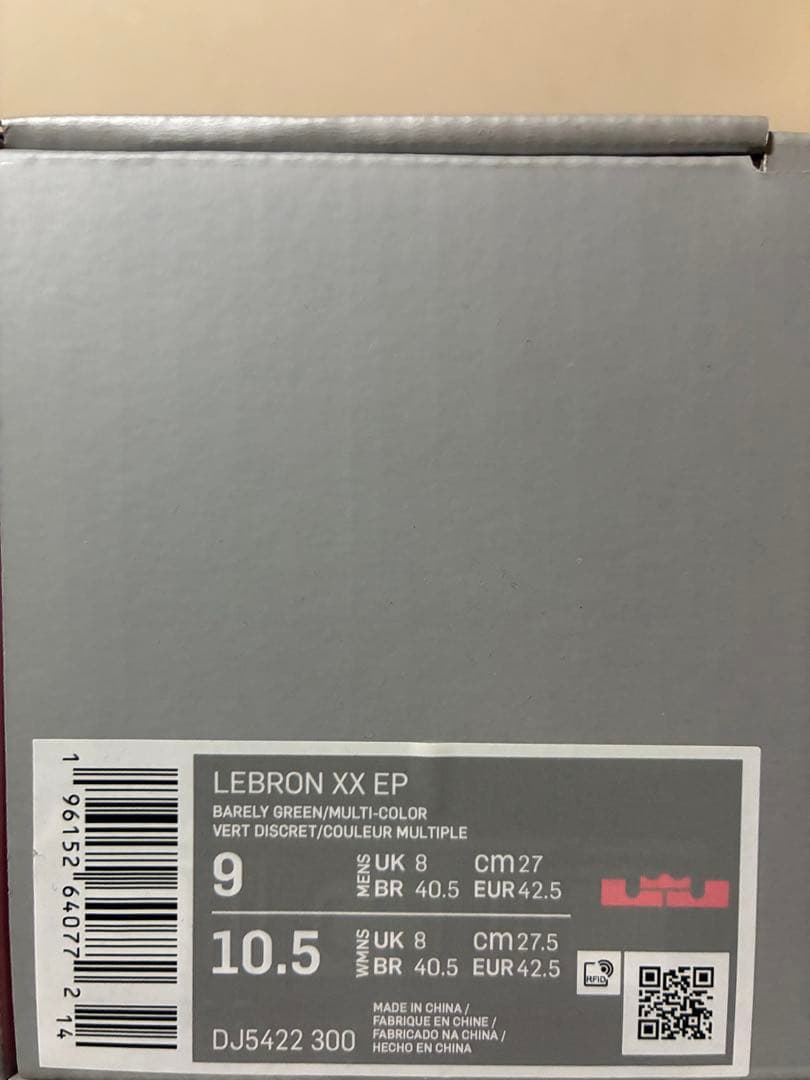 LEBRON XX EP
BARELY GREEN/MULTI-COLOR
VERT DISCRET/COULEUR MULTIPLE
9 MENS UK 8 cm 27
BR 40.5 EUR 42.5
10.5 WMNS UK 8 cm 27.5
BR 40.5 EUR 42.5
RFID
DJ5422 300
MADE IN CHINA /
FABRIQUE EN CHINE /
FABRICADO NA CHINA /
HECHO EN CHINA
1 96152 64077 2 14